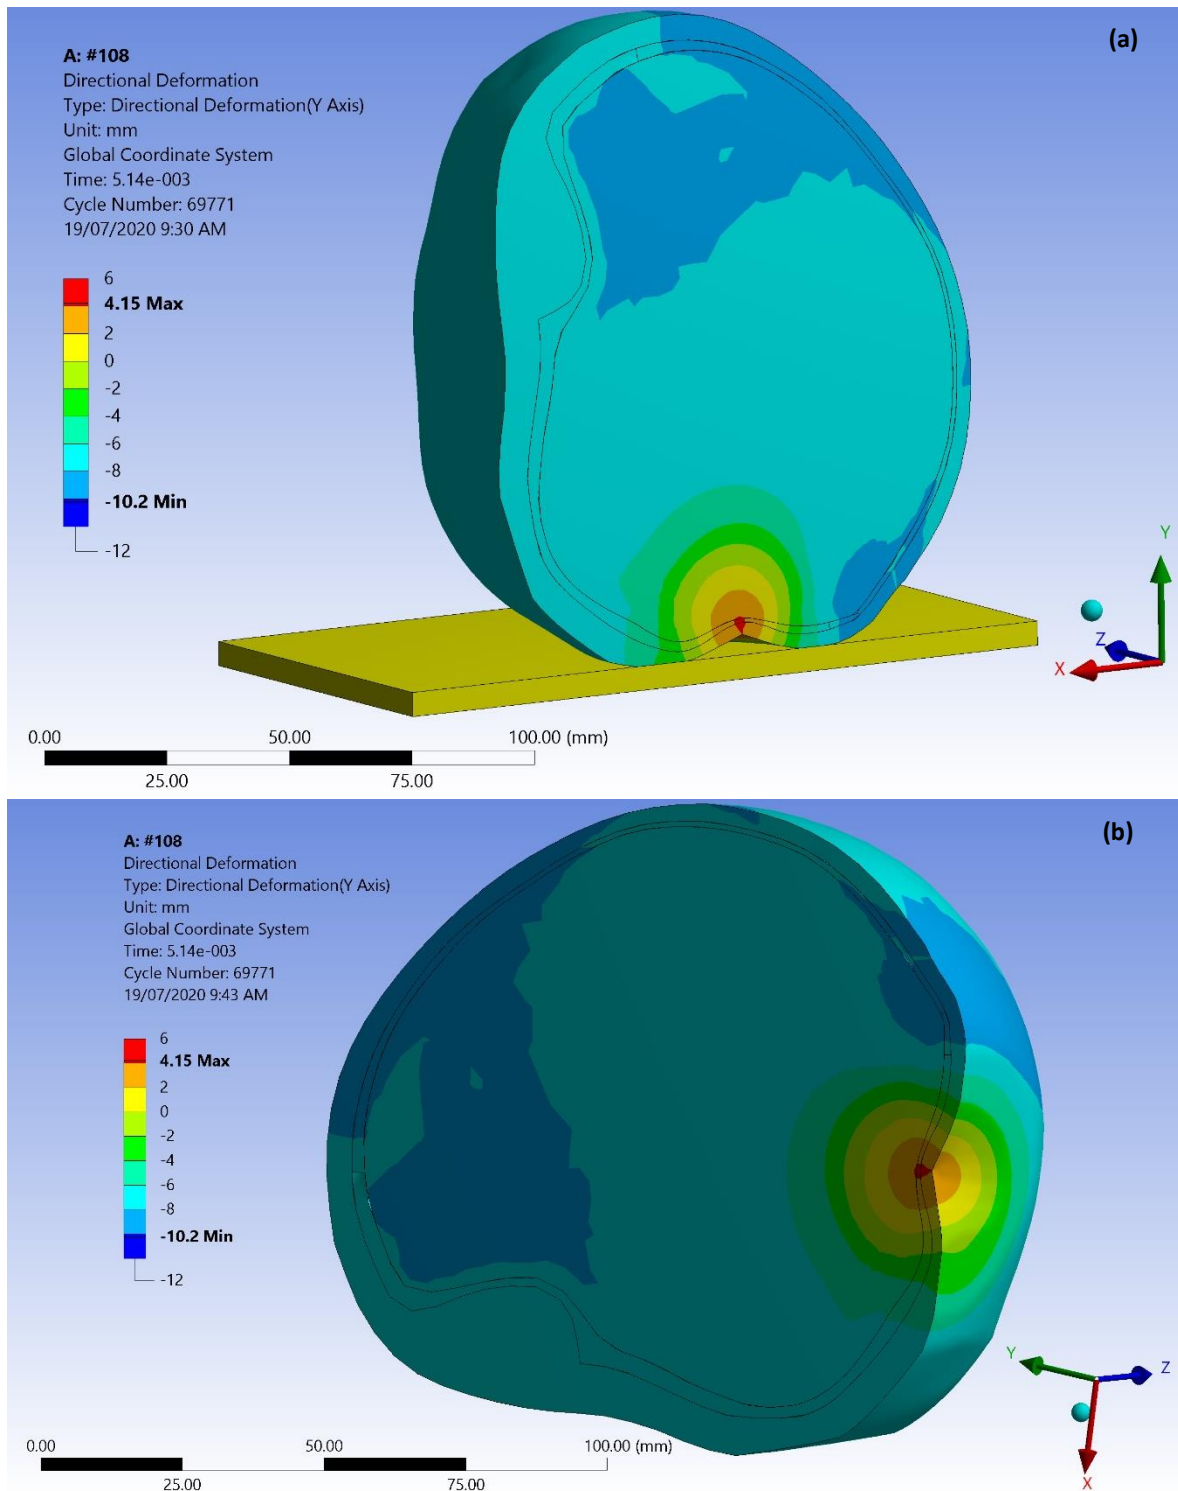 (a)
A: #108
Directional Deformation
Type: Directional Deformation(Y Axis)
Unit: mm
Global Coordinate System
Time: 5.14e-003
Cycle Number: 69771
19/07/2020 9:30 AM
6
4.15 Max
2
0
-2
-4
-6
-8
-10.2 Min
-12
Y
Z
X
0.00 50.00 100.00 (mm)
25.00 75.00
(b)
A: #108
Directional Deformation
Type: Directional Deformation(Y Axis)
Unit: mm
Global Coordinate System
Time: 5.14e-003
Cycle Number: 69771
19/07/2020 9:43 AM
6
4.15 Max
2
0
-2
-4
-6
-8
-10.2 Min
-12
Y
Z
X
0.00 50.00 100.00 (mm)
25.00 75.00